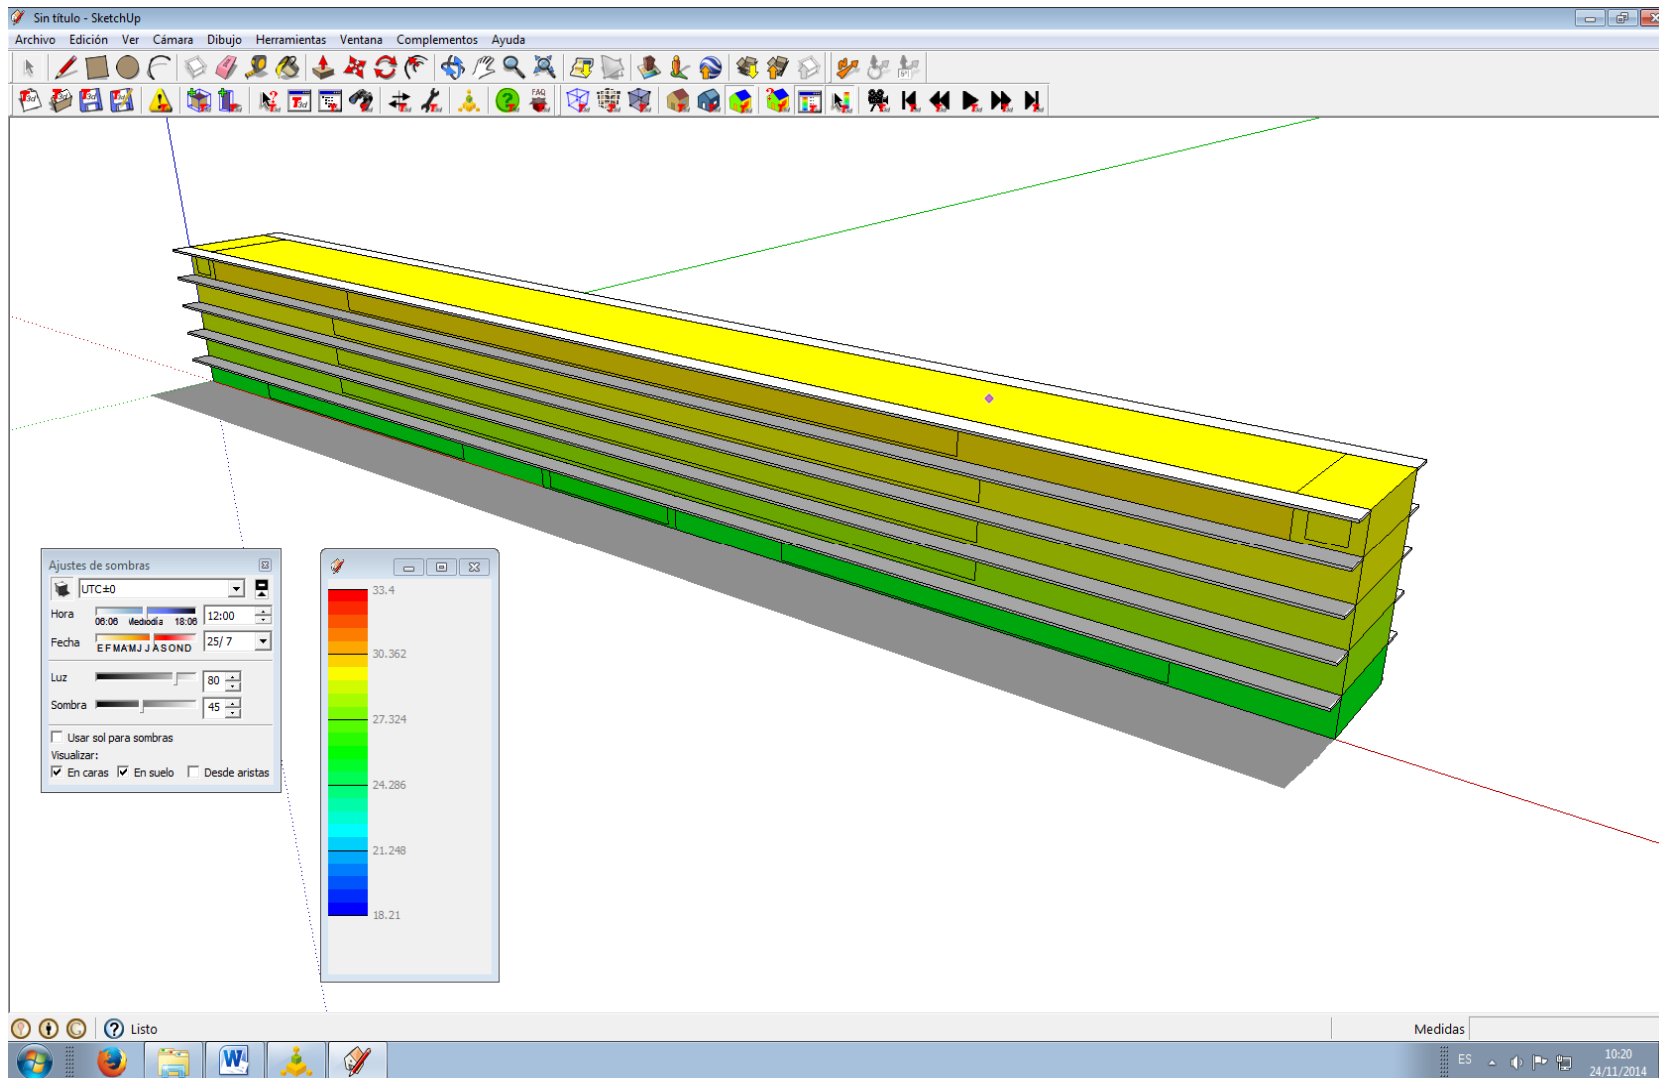 Sin título - SketchUp
Archivo Edición Ver Cámara Dibujo Herramientas Ventana Complementos Ayuda
T3d
FAQ
Ajustes de sombras
UTC±0
Hora 06:06 Mediodía 18:06 12:00
Fecha E F M A M J J A S O N D 25/ 7
Luz 80
Sombra 45
Usar sol para sombras
Visualizar:
En caras En suelo Desde aristas
33.4
30.362
27.324
24.286
21.248
18.21
Listo
Medidas
ES
10:20
24/11/2014